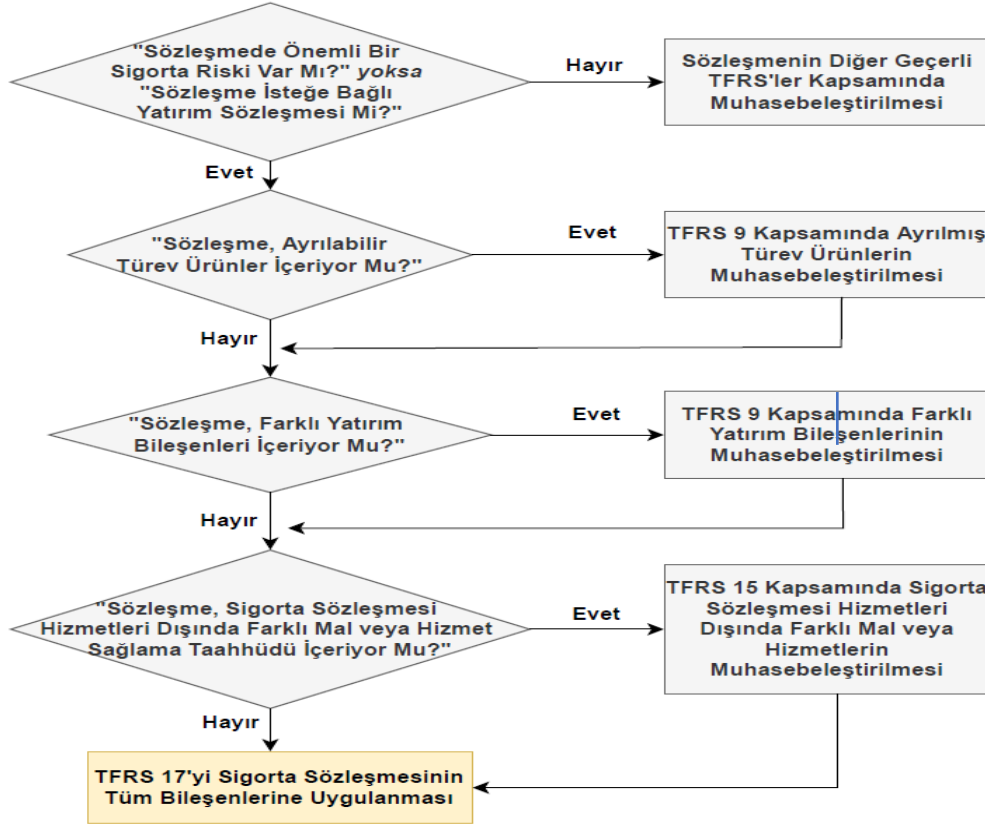 "Sözleşmede Önemli Bir
Sigorta Riski Var Mı?" yoksa
"Sözleşme İsteğe Bağlı
Yatırım Sözleşmesi Mi?"
Hayır
Sözleşmenin Diğer Geçerli
TFRS'ler Kapsamında
Muhasebeleştirilmesi
Evet
"Sözleşme, Ayrılabilir
Türev Ürünler İçeriyor Mu?"
Evet
TFRS 9 Kapsamında Ayrılmış
Türev Ürünlerin
Muhasebeleştirilmesi
Hayır
"Sözleşme, Farklı Yatırım
Bileşenleri İçeriyor Mu?"
Evet
TFRS 9 Kapsamında Farklı
Yatırım Bileşenlerinin
Muhasebeleştirilmesi
Hayır
"Sözleşme, Sigorta Sözleşmesi
Hizmetleri Dışında Farklı Mal veya Hizmet
Sağlama Taahhüdü İçeriyor Mu?"
Evet
TFRS 15 Kapsamında Sigorta
Sözleşmesi Hizmetleri
Dışında Farklı Mal veya
Hizmetlerin
Muhasebeleştirilmesi
Hayır
TFRS 17'yi Sigorta Sözleşmesinin
Tüm Bileşenlerine Uygulanması